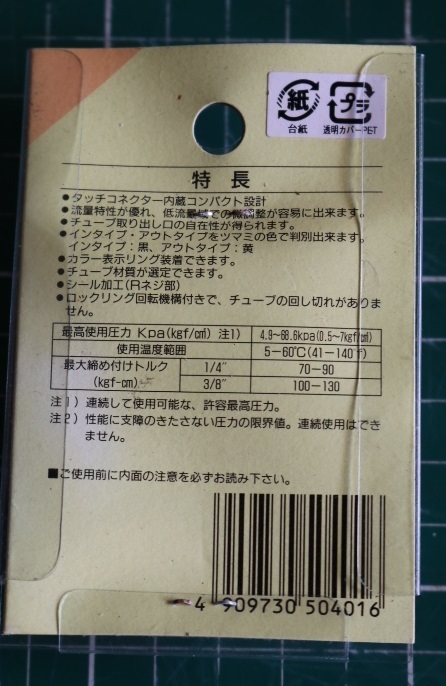 紙
プラ
台紙
透明カバーPET
特長
●タッチコネクター内蔵コンパクト設計
●流量特性が優れ、低流量域での微調整が容易に出来ます。
●チューブ取り出し口の自在性が得られます。
●インタイプ・アウトタイプをツマミの色で判別出来ます。
インタイプ:黒、アウトタイプ:黄
●カラー表示リング装着できます。
●チューブ材質が選定できます。
●シール加工(Rネジ部)
●ロックリング回転機構付きで、チューブの回し切れがありま
せん。
最高使用圧力 Kpa(kgf/c㎡) 注1) 4.9~68.6kpa(0.5~7kgf/c㎡)
使用温度範囲 5-60℃(41-140°F)
最大締め付けトルク 1/4" 70-90
(kgf-cm) 3/8" 100-130
注1)連続して使用可能な、許容最高圧力。
注2)性能に支障のきたさない圧力の限界値。連続使用はでき
ません。
■ご使用前に内面の注意を必ずお読み下さい。
4 909730 504016